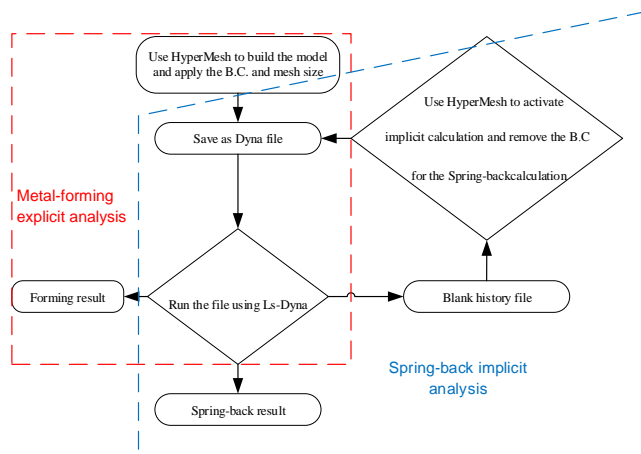 Use HyperMesh to build the model
and apply the B.C. and mesh size
Save as Dyna file
Use HyperMesh to activate
implicit calculation and remove the B.C
for the Spring-backcalculation
Metal-forming
explicit analysis
Forming result
Run the file using Ls-Dyna
Blank history file
Spring-back implicit
analysis
Spring-back result